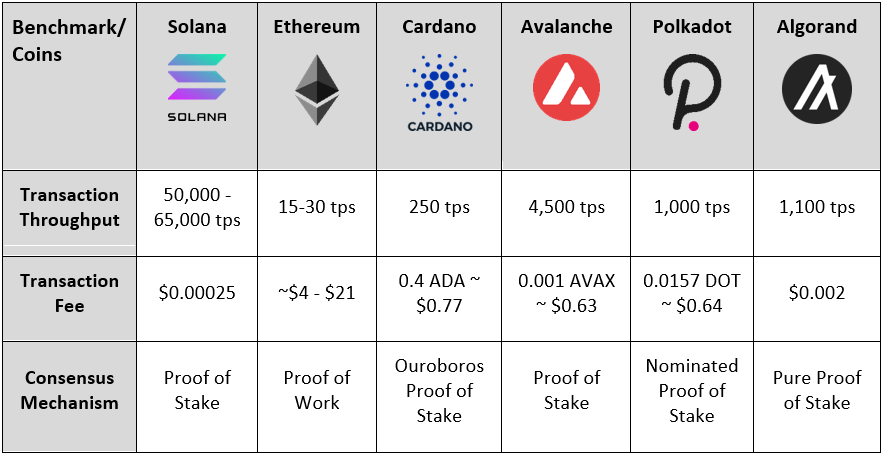 Benchmark/
Coins
Solana
Ethereum
Cardano
Avalanche
Polkadot
Algorand
SOLANA
CARDANO
Transaction
Throughput
50,000 -
65,000 tps
15-30 tps
250 tps
4,500 tps
1,000 tps
1,100 tps
Transaction
Fee
$0.00025
~$4 - $21
0.4 ADA ~
$0.77
0.001 AVAX
~ $0.63
0.0157 DOT
~ $0.64
$0.002
Consensus
Mechanism
Proof of
Stake
Proof of
Work
Ouroboros
Proof of
Stake
Proof of
Stake
Nominated
Proof of
Stake
Pure Proof
of Stake